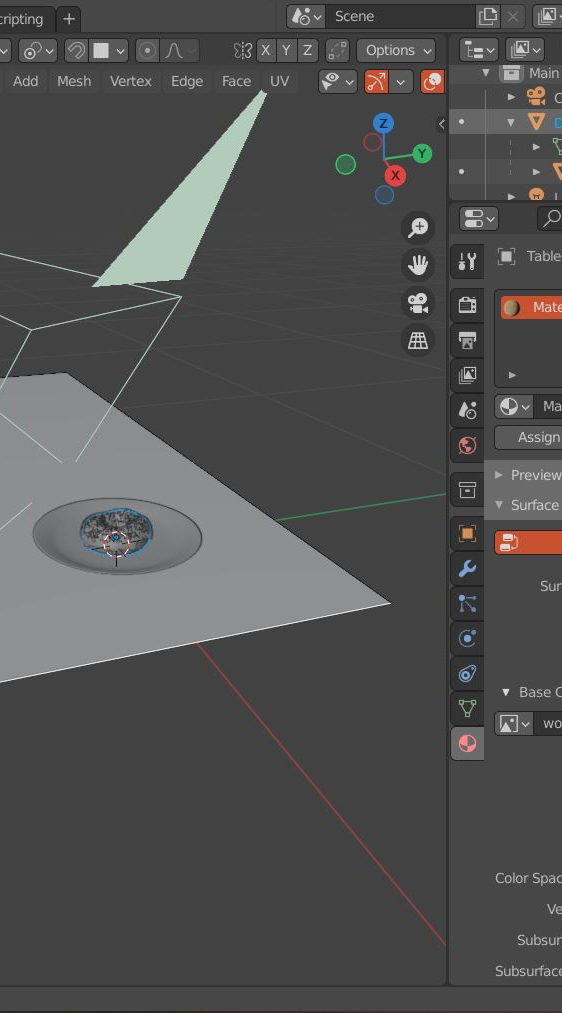 cripting +
Scene
X Y Z Options
Add Mesh Vertex Edge Face UV
Main
Z
Y
X
Table
Mate
Ma
Assign
Preview
Surface
Sur
Base C
wo
Color Spac
Ve
Subsur
Subsurface